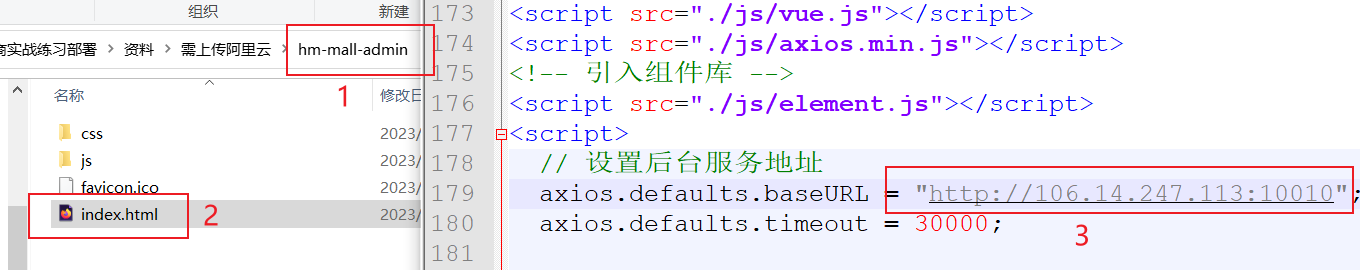 组织
新建
商实战练习部署 > 资料 > 需上传阿里云 > hm-mall-admin
1
名称
修改日
css
2023/
js
2023/
favicon.ico
2023/
index.html
2023/
2
173 <script src="./js/vue.js"></script>
174 <script src="./js/axios.min.js"></script>
175 <!-- 引入组件库 -->
176 <script src="./js/element.js"></script>
177 <script>
178 // 设置后台服务地址
179 axios.defaults.baseURL = "http://106.14.247.113:10010";
180 axios.defaults.timeout = 30000;
181
3